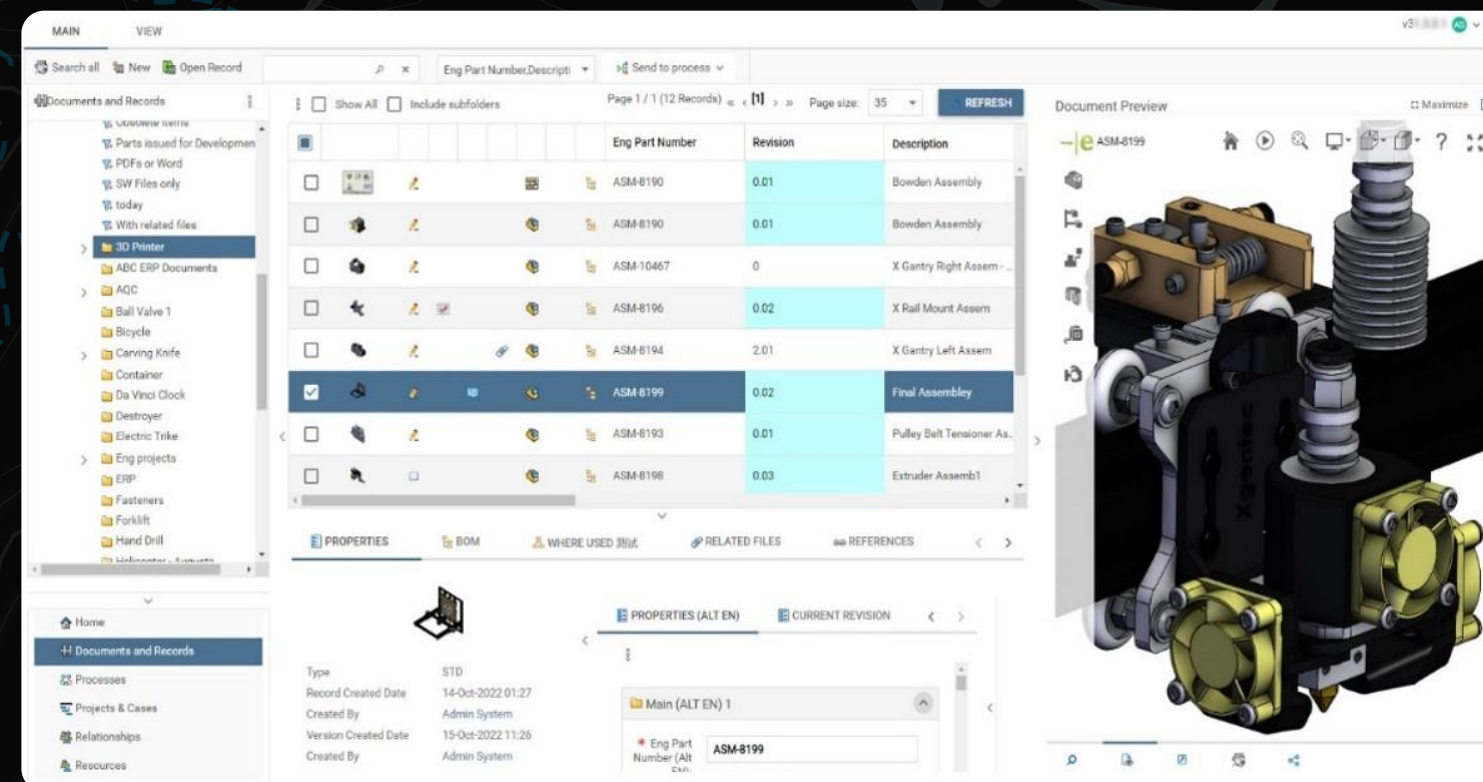 MAIN VIEW
Search all New Open Record Eng Part Number,Descripti Send to process
Documents and Records
Obsolete items
Parts issued for Developmen
PDFs or Word
SW Files only
today
With related files
3D Printer
ABC ERP Documents
AQC
Ball Valve 1
Bicycle
Carving Knife
Container
Da Vinci Clock
Destroyer
Electric Trike
Eng projects
ERP
Fasteners
Forklift
Hand Drill
Home
Documents and Records
Processes
Projects & Cases
Relationships
Resources
Show All Include subfolders Page 1 / 1 (12 Records) « ‹ [1] › » Page size: 35 REFRESH
Eng Part Number Revision Description
ASM-8190 0.01 Bowden Assembly
ASM-8190 0.01 Bowden Assembly
ASM-10467 0 X Gantry Right Assem - ..
ASM-8196 0.02 X Rail Mount Assem
ASM-8194 2.01 X Gantry Left Assem
ASM-8199 0.02 Final Assembley
ASM-8193 0.01 Pulley Belt Tensioner As..
ASM-8198 0.03 Extruder Assemb1
PROPERTIES BOM WHERE USED 測試 RELATED FILES REFERENCES
Type STD
Record Created Date 14-Oct-2022 01:27
Created By Admin System
Version Created Date 15-Oct-2022 11:26
Created By Admin System
PROPERTIES (ALT EN) CURRENT REVISION
Main (ALT EN) 1
* Eng Part
Number (Alt ASM-8199
EN):
Document Preview Maximize
e ASM-8199
?
Xgentec